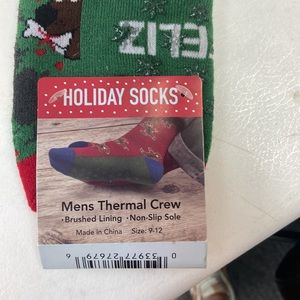 ELIZ
HOLIDAY SOCKS
Mens Thermal Crew
•Brushed Lining •Non-Slip Sole
Made in China Size: 9-12
0 33977 27679 6